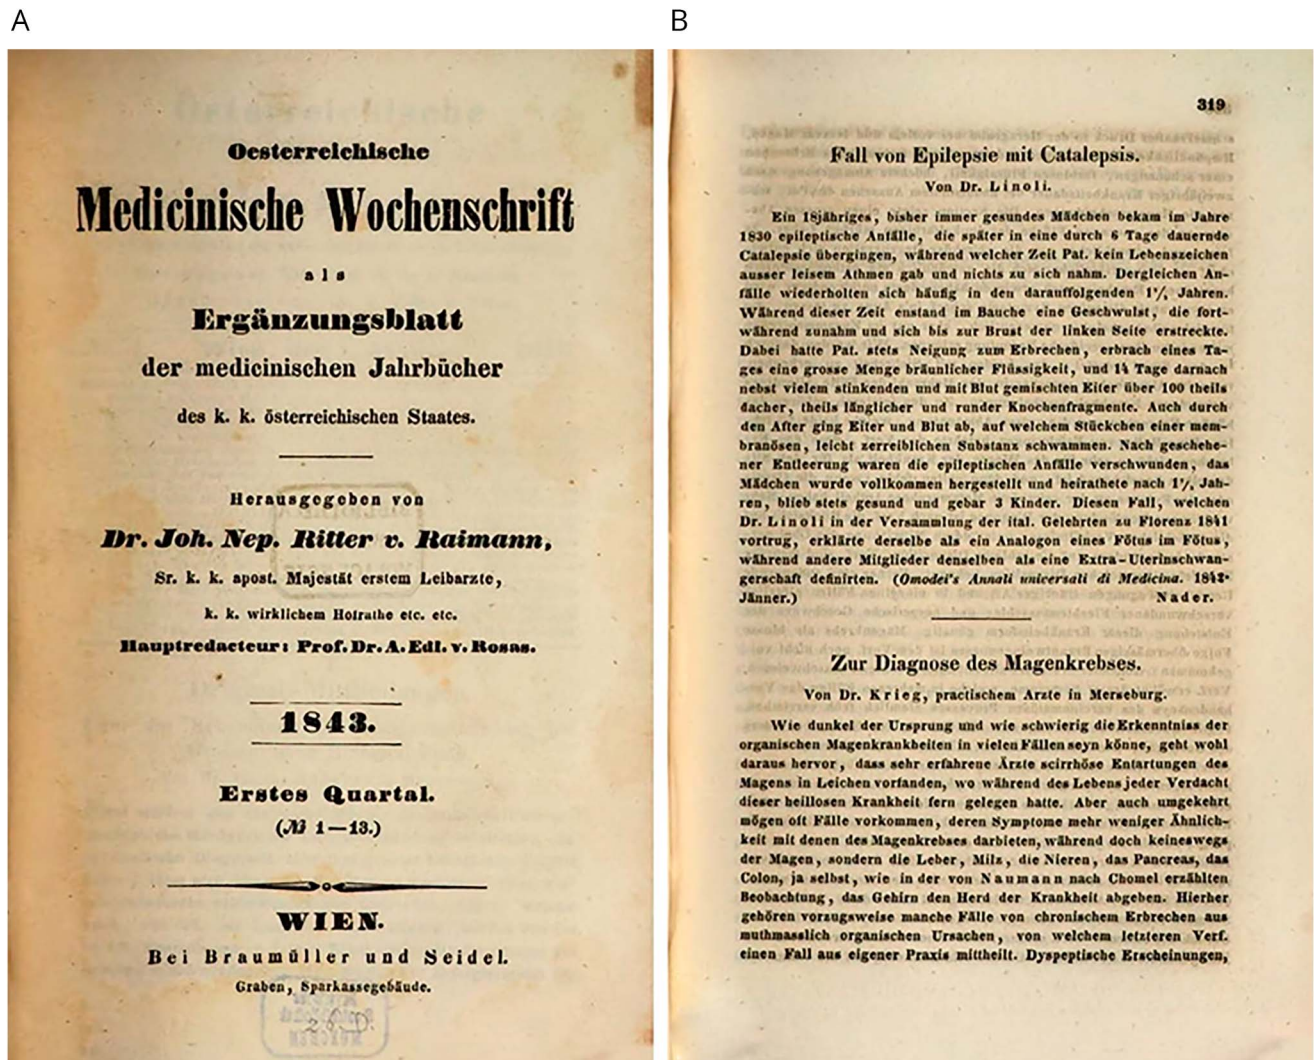 A
Oesterreichische
Medicinische Wochenschrift
als
Ergänzungsblatt
der medicinischen Jahrbücher
des k. k. österreichischen Staates.
Herausgegeben von
Dr. Joh. Nep. Ritter v. Raimann,
Sr. k. k. apost. Majestät erstem Leibarzte,
k. k. wirklichem Hofrathe etc. etc.
Hauptredacteur: Prof. Dr. A. Edl. v. Rosas.
1843.
Erstes Quartal.
(№ 1—13.)
WIEN.
Bei Braumüller und Seidel.
Graben, Sparkassegebäude.
B
319
Fall von Epilepsie mit Catalepsis.
Von Dr. Linoli.
Ein 18jähriges, bisher immer gesundes Mädchen bekam im Jahre
1830 epileptische Anfälle, die später in eine durch 6 Tage dauernde
Catalepsie übergingen, während welcher Zeit Pat. kein Lebenszeichen
ausser leisem Athmen gab und nichts zu sich nahm. Dergleichen An-
fälle wiederholten sich häufig in den darauffolgenden 1½ Jahren.
Während dieser Zeit enstand im Bauche eine Geschwulst, die fort-
während zunahm und sich bis zur Brust der linken Seite erstreckte.
Dabei hatte Pat. stets Neigung zum Erbrechen, erbrach eines Ta-
ges eine grosse Menge bräunlicher Flüssigkeit, und 14 Tage darnach
nebst vielem stinkenden und mit Blut gemischten Eiter über 100 theils
flacher, theils länglicher und runder Knochenfragmente. Auch durch
den After ging Eiter und Blut ab, auf welchem Stückchen einer mem-
branösen, leicht zerreiblichen Substanz schwammen. Nach geschehe-
ner Entleerung waren die epileptischen Anfälle verschwunden, das
Mädchen wurde vollkommen hergestellt und heirathete nach 1½ Jah-
ren, blieb stets gesund und gebar 3 Kinder. Diesen Fall, welchen
Dr. Linoli in der Versammlung der ital. Gelehrten zu Florenz 1841
vortrug, erklärte derselbe als ein Analogon eines Fötus im Fötus,
während andere Mitglieder denselben als eine Extra-Uterinschwan-
gerschaft definirten. (Omodei's Annali universali di Medicina. 1842.
Jänner.) Nader.
Zur Diagnose des Magenkrebses.
Von Dr. Krieg, practischem Arzte in Merseburg.
Wie dunkel der Ursprung und wie schwierig die Erkenntniss der
organischen Magenkrankheiten in vielen Fällen seyn könne, geht wohl
daraus hervor, dass sehr erfahrene Ärzte scirrhöse Entartungen des
Magens in Leichen vorfanden, wo während des Lebens jeder Verdacht
dieser heillosen Krankheit fern gelegen hatte. Aber auch umgekehrt
mögen oft Fälle vorkommen, deren Symptome mehr weniger Ähnlich-
keit mit denen des Magenkrebses darbieten, während doch keineswegs
der Magen, sondern die Leber, Milz, die Nieren, das Pancreas, das
Colon, ja selbst, wie in der von Naumann nach Chomel erzählten
Beobachtung, das Gehirn den Herd der Krankheit abgeben. Hierher
gehören vorzugsweise manche Fälle von chronischem Erbrechen aus
muthmasslich organischen Ursachen, von welchem letzteren Verf.
einen Fall aus eigener Praxis mittheilt. Dyspeptische Erscheinungen,